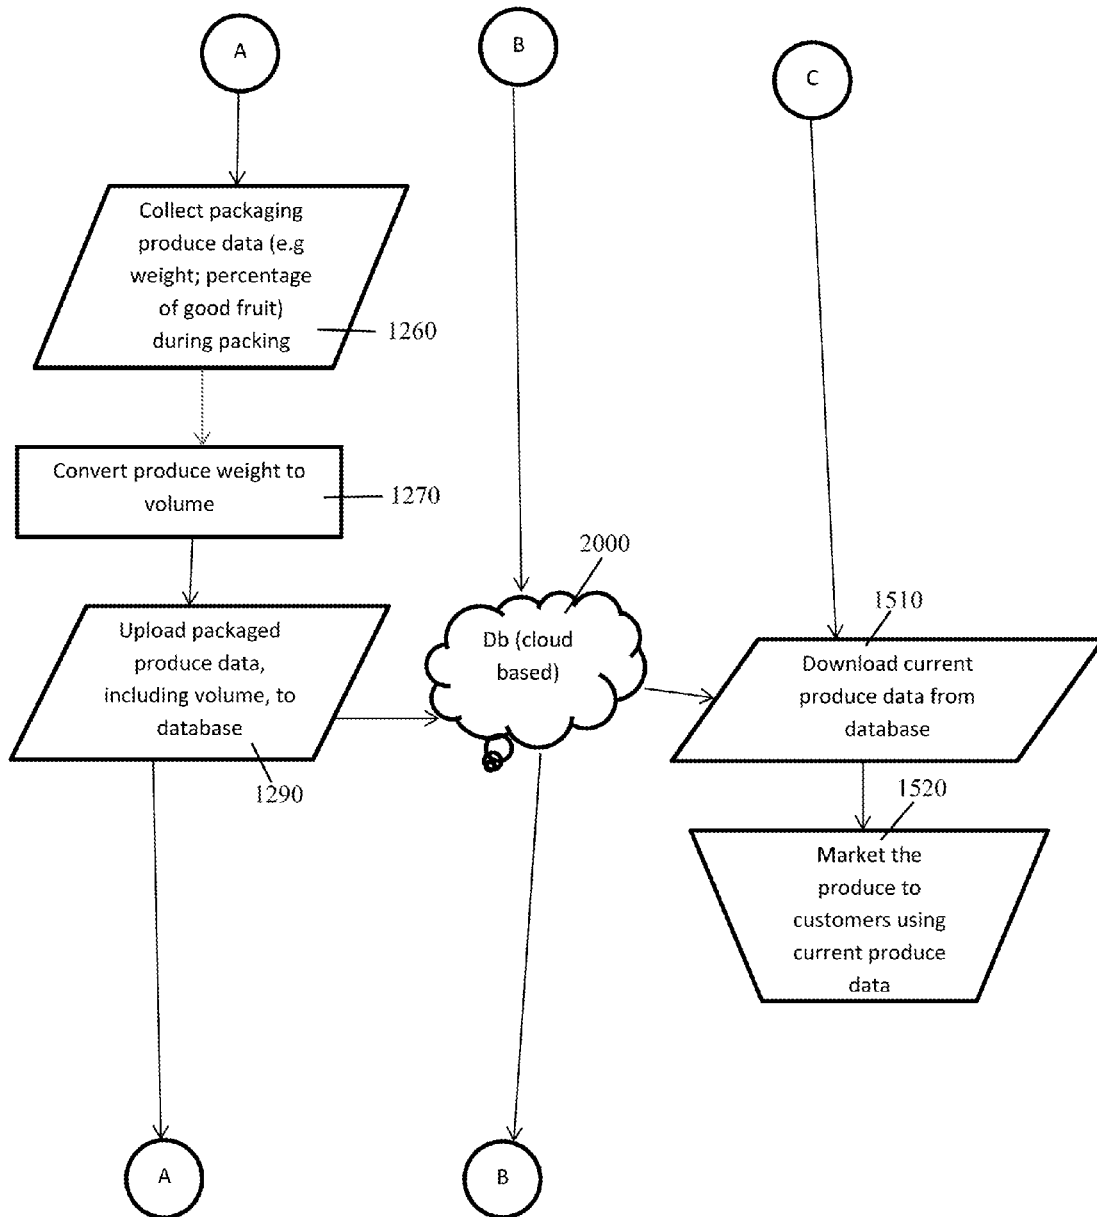 A
B
C
Collect packaging
produce data (e.g
weight; percentage
of good fruit)
during packing
1260
Convert produce weight to
volume
1270
Upload packaged
produce data,
including volume, to
database
1290
2000
Db (cloud
based)
1510
Download current
produce data from
database
1520
Market the
produce to
customers using
current produce
data
A
B